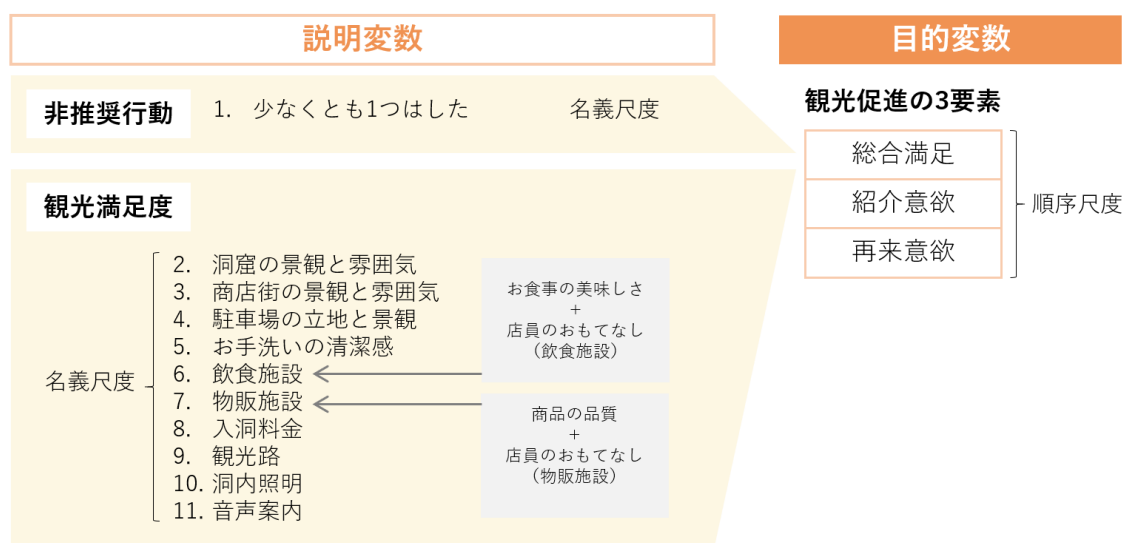 説明変数
目的変数
非推奨行動
1. 少なくとも1つはした
名義尺度
観光促進の3要素
総合満足
紹介意欲
再来意欲
順序尺度
観光満足度
名義尺度
2. 洞窟の景観と雰囲気
3. 商店街の景観と雰囲気
4. 駐車場の立地と景観
5. お手洗いの清潔感
6. 飲食施設
7. 物販施設
8. 入洞料金
9. 観光路
10. 洞内照明
11. 音声案内
お食事の美味しさ
+
店員のおもてなし
(飲食施設)
商品の品質
+
店員のおもてなし
(物販施設)